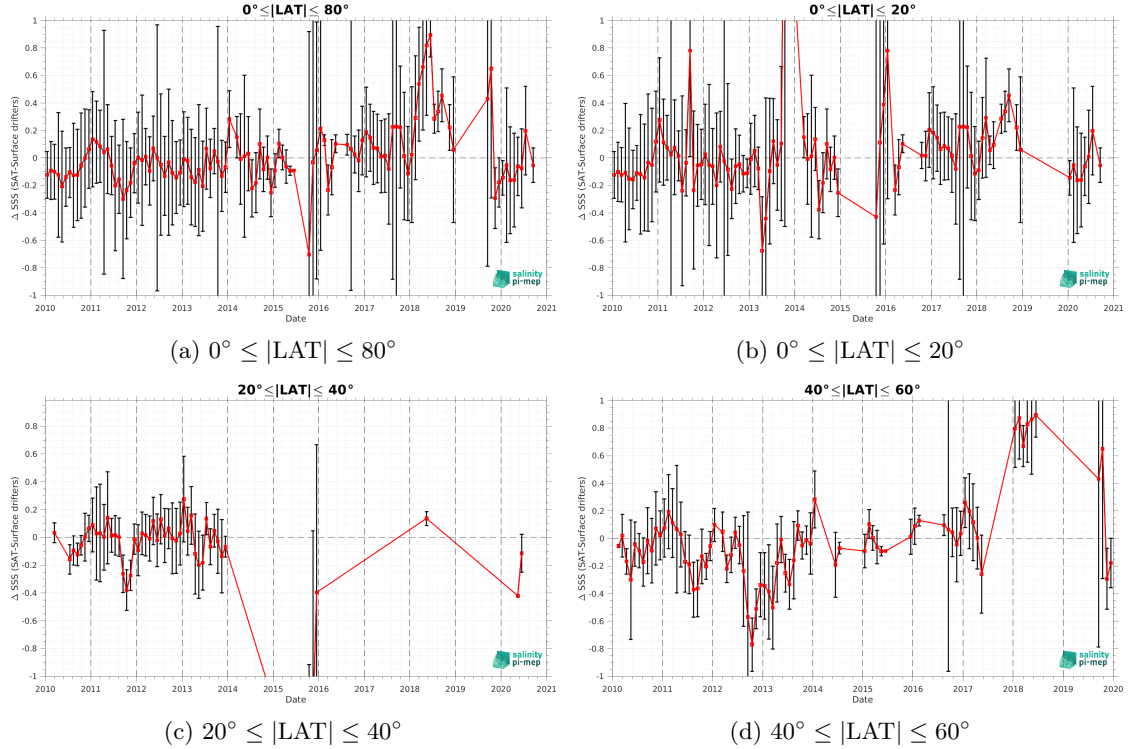 0°≤|LAT|≤ 80°
Δ SSS (SAT-Surface drifters)
1
0.8
0.6
0.4
0.2
0
-0.2
-0.4
-0.6
-0.8
-1
2010 2011 2012 2013 2014 2015 2016 2017 2018 2019 2020 2021
Date
salinity
pi-mep
(a) 0° ≤ |LAT| ≤ 80°
0°≤|LAT|≤ 20°
Δ SSS (SAT-Surface drifters)
1
0.8
0.6
0.4
0.2
0
-0.2
-0.4
-0.6
-0.8
-1
2010 2011 2012 2013 2014 2015 2016 2017 2018 2019 2020 2021
Date
salinity
pi-mep
(b) 0° ≤ |LAT| ≤ 20°
20°≤|LAT|≤ 40°
Δ SSS (SAT-Surface drifters)
1
0.8
0.6
0.4
0.2
0
-0.2
-0.4
-0.6
-0.8
-1
2010 2011 2012 2013 2014 2015 2016 2017 2018 2019 2020 2021
Date
salinity
pi-mep
(c) 20° ≤ |LAT| ≤ 40°
40°≤|LAT|≤ 60°
Δ SSS (SAT-Surface drifters)
1
0.8
0.6
0.4
0.2
0
-0.2
-0.4
-0.6
-0.8
-1
2010 2011 2012 2013 2014 2015 2016 2017 2018 2019 2020
Date
salinity
pi-mep
(d) 40° ≤ |LAT| ≤ 60°